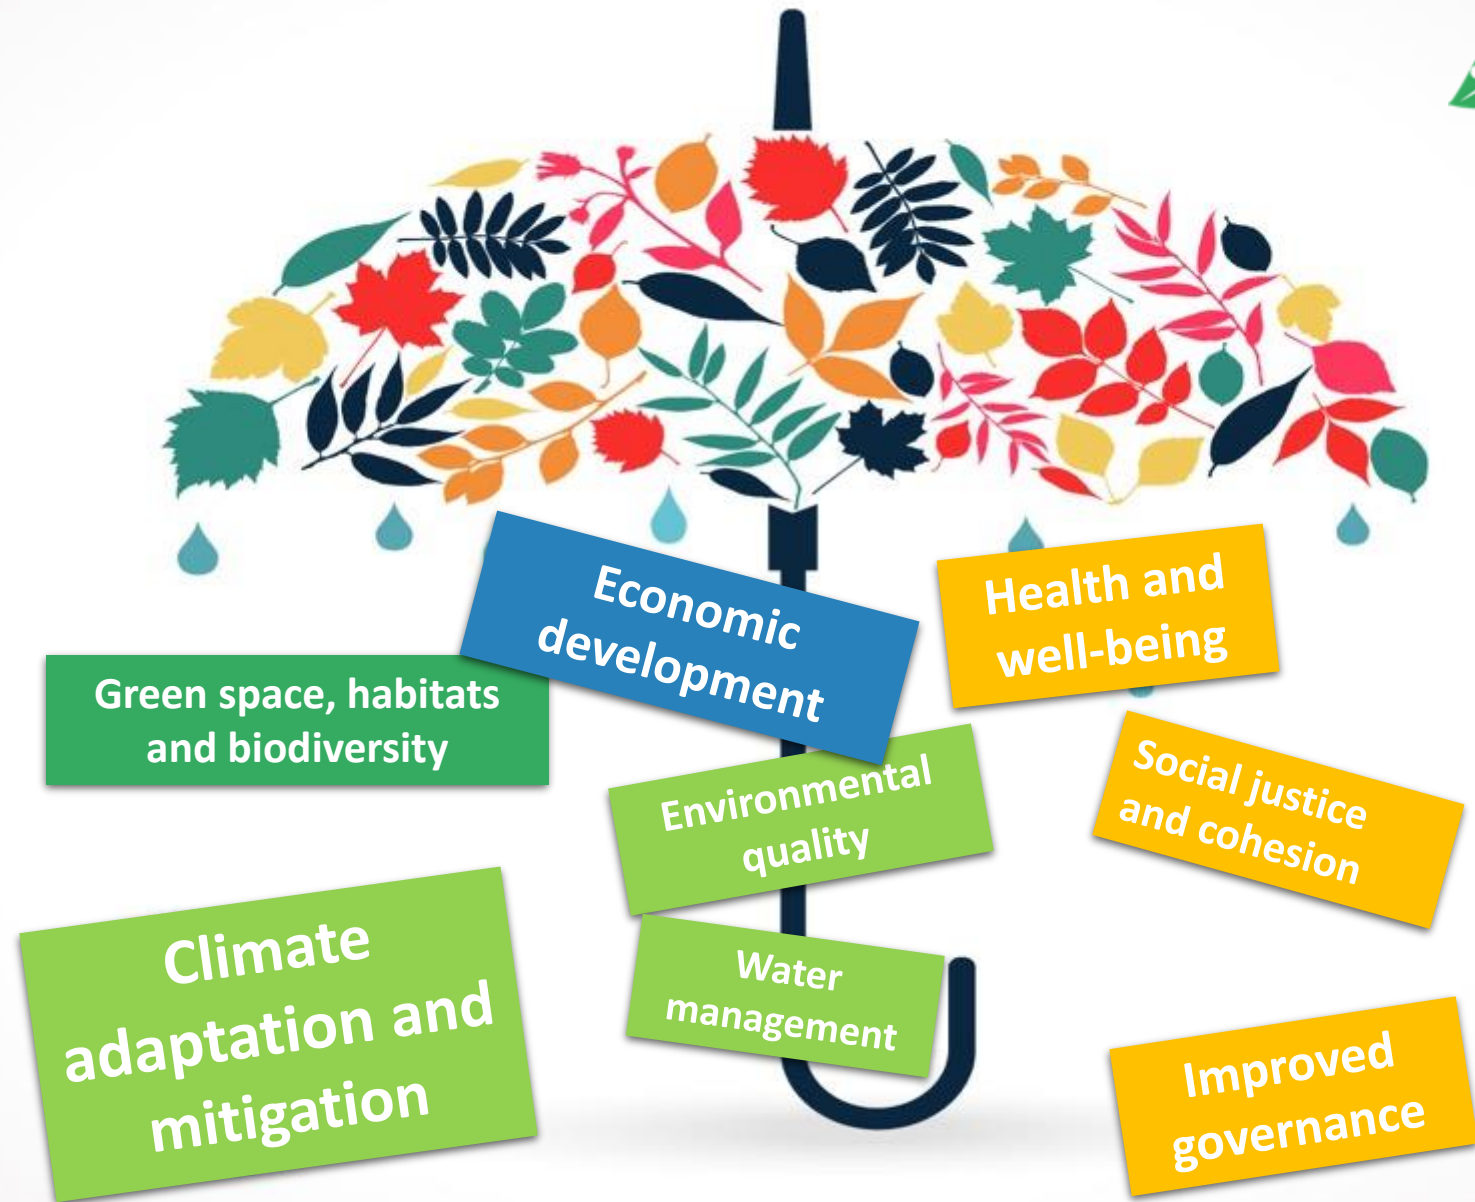 Economic
development
Health and
well-being
Green space, habitats
and biodiversity
Environmental
quality
Social justice
and cohesion
Climate
adaptation and
mitigation
Water
management
Improved
governance